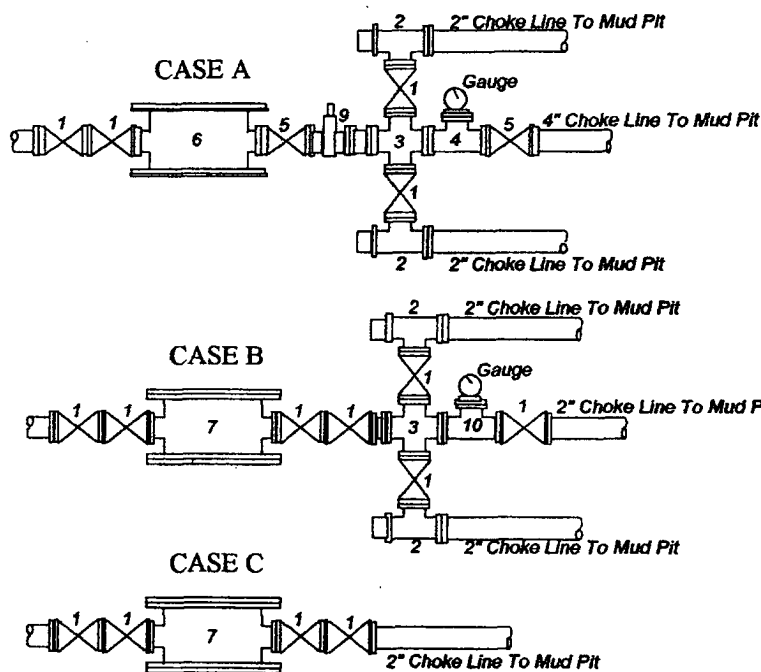 2
2" Choke Line To Mud Pit
CASE A
1
Gauge
1
1
6
5
9
3
4
5
4" Choke Line To Mud Pit
1
2
2" Choke Line To Mud Pit
2
2" Choke Line To Mud Pit
CASE B
1
Gauge
1
1
7
1
1
3
10
1
2" Choke Line To Mud P
1
2
2" Choke Line To Mud Pit
CASE C
1
1
7
1
1
2" Choke Line To Mud Pit